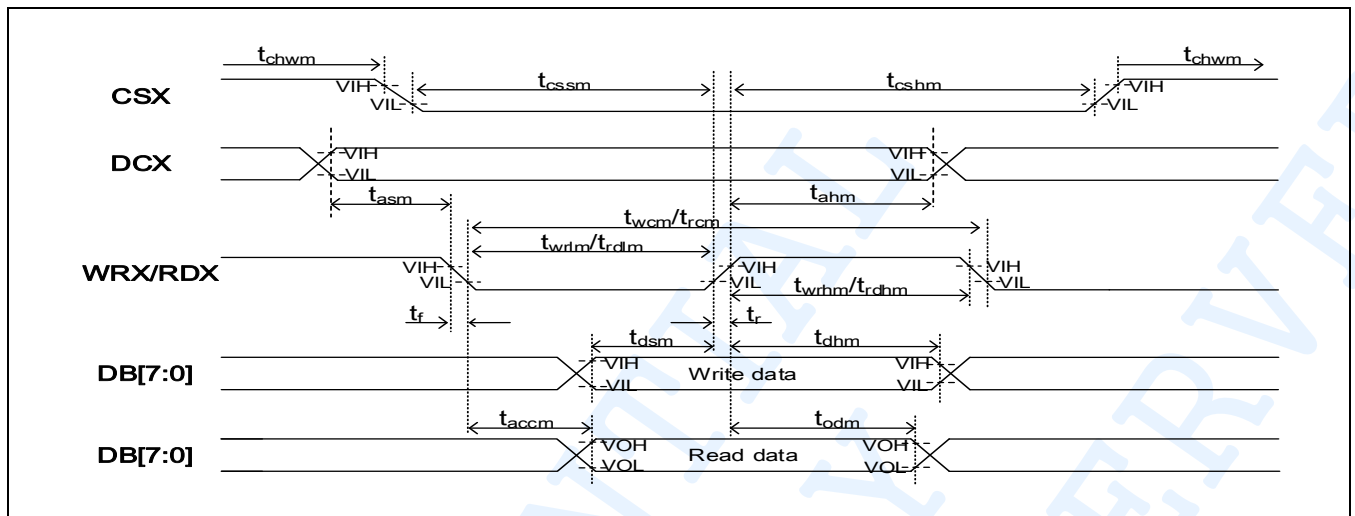 tchwm
tchwm
CSX
VIH
VIL
tcssm
tcshm
VIH
VIL
DCX
VIH
VIL
VIH
VIL
tasm
tahm
twcm/trcm
twrlm/trdlm
WRX/RDX
VIH
VIL
VIH
VIL
VIH
VIL
twrhm/trdhm
tf
tr
tdsm
tdhm
DB[7:0]
VIH
VIL
Write data
VIH
VIL
taccm
todm
DB[7:0]
VOH
VOL
Read data
VOH
VOL